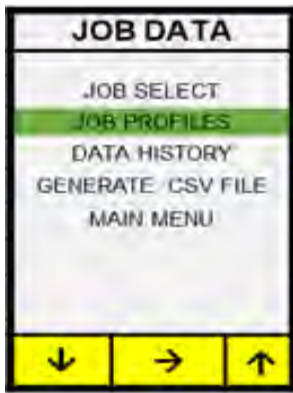 JOB DATA
JOB SELECT
JOB PROFILES
DATA HISTORY
GENERATE CSV FILE
MAIN MENU